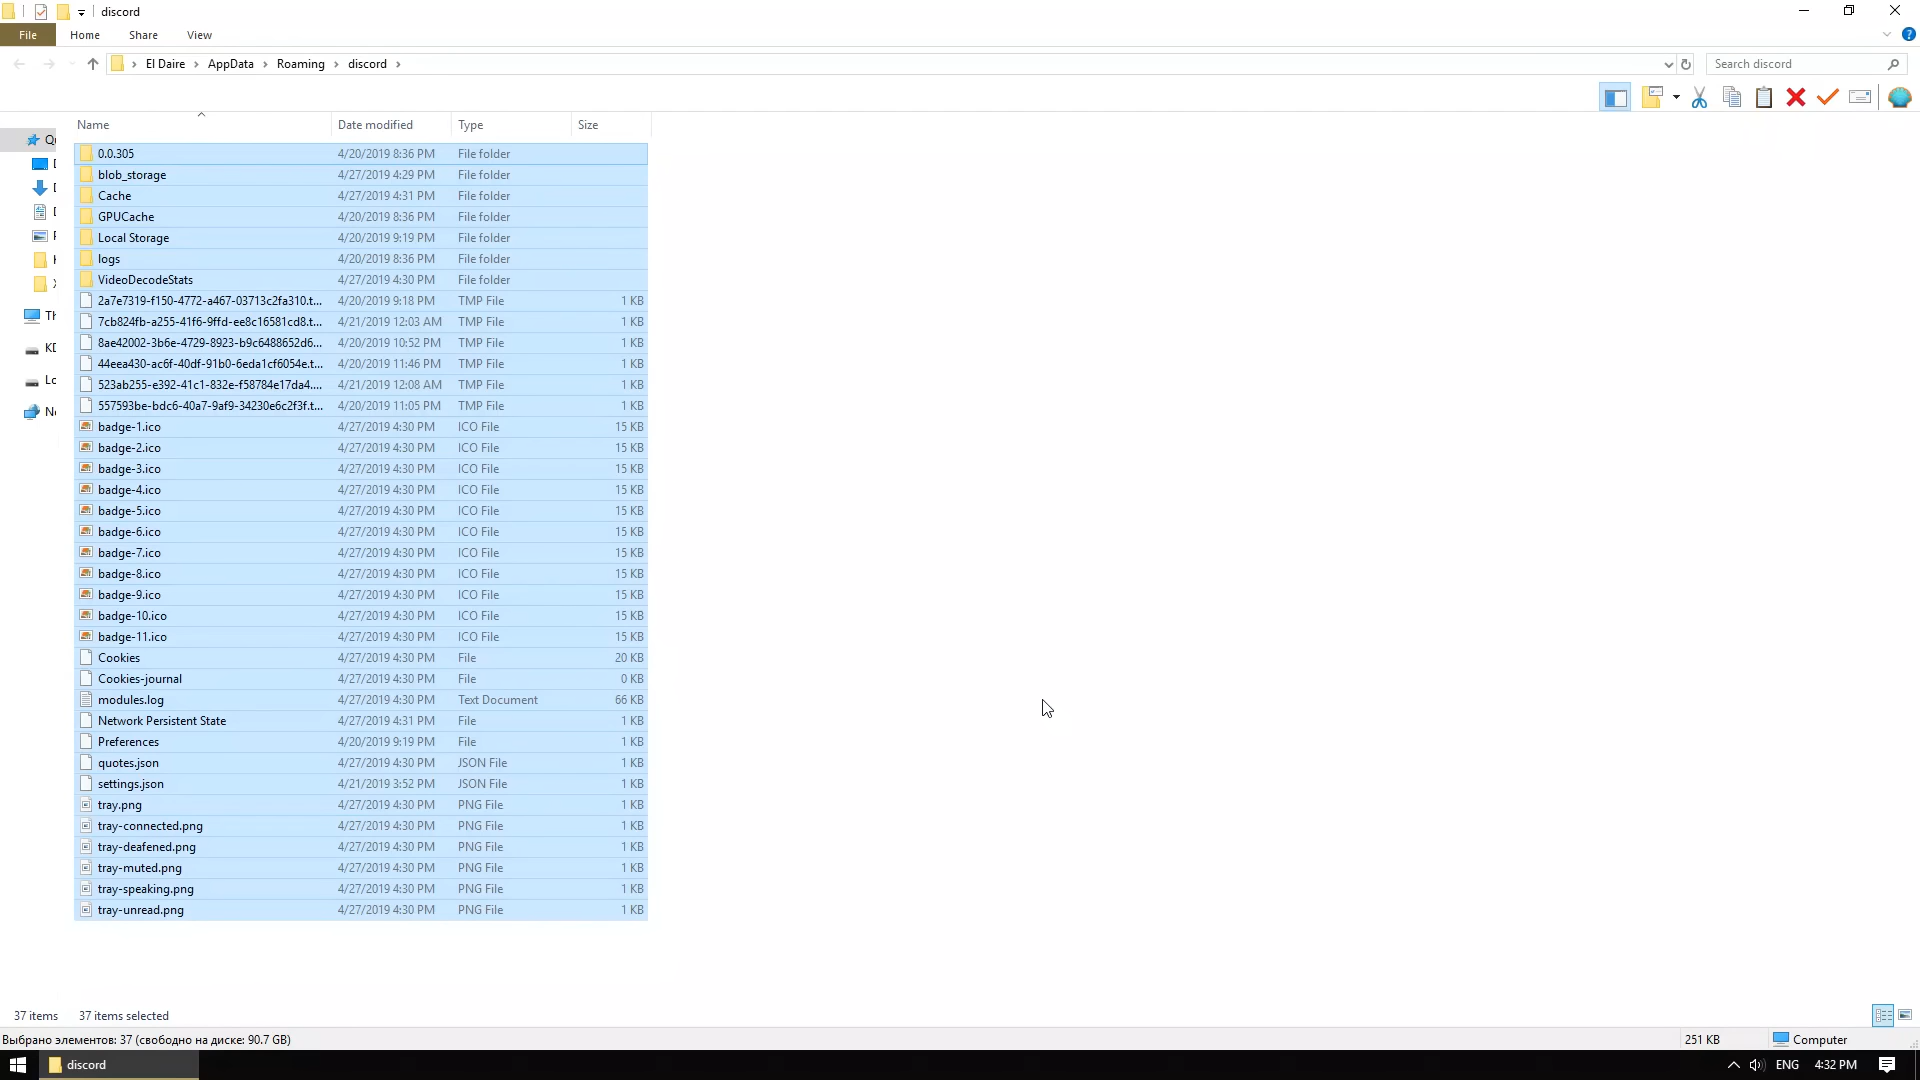 discord
File Home Share View
El Daire AppData Roaming discord
Search discord
Name Date modified Type Size
0.0.305 4/20/2019 8:36 PM File folder
blob_storage 4/27/2019 4:29 PM File folder
Cache 4/27/2019 4:31 PM File folder
GPUCache 4/20/2019 8:36 PM File folder
Local Storage 4/20/2019 9:19 PM File folder
logs 4/20/2019 8:36 PM File folder
VideoDecodeStats 4/27/2019 4:30 PM File folder
2a7e7319-f150-4772-a467-03713c2fa310.t... 4/20/2019 9:18 PM TMP File 1 KB
7cb824fb-a255-41f6-9ffd-ee8c16581cd8.t... 4/21/2019 12:03 AM TMP File 1 KB
8ae42002-3b6e-4729-8923-b9c6488652d6... 4/20/2019 10:52 PM TMP File 1 KB
44eea430-ac6f-40df-91b0-6eda1cf6054e.t... 4/20/2019 11:46 PM TMP File 1 KB
523ab255-e392-41c1-832e-f58784e17da4.... 4/21/2019 12:08 AM TMP File 1 KB
557593be-bdc6-40a7-9af9-34230e6c2f3f.t... 4/20/2019 11:05 PM TMP File 1 KB
badge-1.ico 4/27/2019 4:30 PM ICO File 15 KB
badge-2.ico 4/27/2019 4:30 PM ICO File 15 KB
badge-3.ico 4/27/2019 4:30 PM ICO File 15 KB
badge-4.ico 4/27/2019 4:30 PM ICO File 15 KB
badge-5.ico 4/27/2019 4:30 PM ICO File 15 KB
badge-6.ico 4/27/2019 4:30 PM ICO File 15 KB
badge-7.ico 4/27/2019 4:30 PM ICO File 15 KB
badge-8.ico 4/27/2019 4:30 PM ICO File 15 KB
badge-9.ico 4/27/2019 4:30 PM ICO File 15 KB
badge-10.ico 4/27/2019 4:30 PM ICO File 15 KB
badge-11.ico 4/27/2019 4:30 PM ICO File 15 KB
Cookies 4/27/2019 4:30 PM File 20 KB
Cookies-journal 4/27/2019 4:30 PM File 0 KB
modules.log 4/27/2019 4:30 PM Text Document 66 KB
Network Persistent State 4/27/2019 4:31 PM File 1 KB
Preferences 4/20/2019 9:19 PM File 1 KB
quotes.json 4/27/2019 4:30 PM JSON File 1 KB
settings.json 4/21/2019 3:52 PM JSON File 1 KB
tray.png 4/27/2019 4:30 PM PNG File 1 KB
tray-connected.png 4/27/2019 4:30 PM PNG File 1 KB
tray-deafened.png 4/27/2019 4:30 PM PNG File 1 KB
tray-muted.png 4/27/2019 4:30 PM PNG File 1 KB
tray-speaking.png 4/27/2019 4:30 PM PNG File 1 KB
tray-unread.png 4/27/2019 4:30 PM PNG File 1 KB
37 items 37 items selected
Выбрано элементов: 37 (свободно на диске: 90.7 GB) 251 KB Computer
discord ENG 4:32 PM